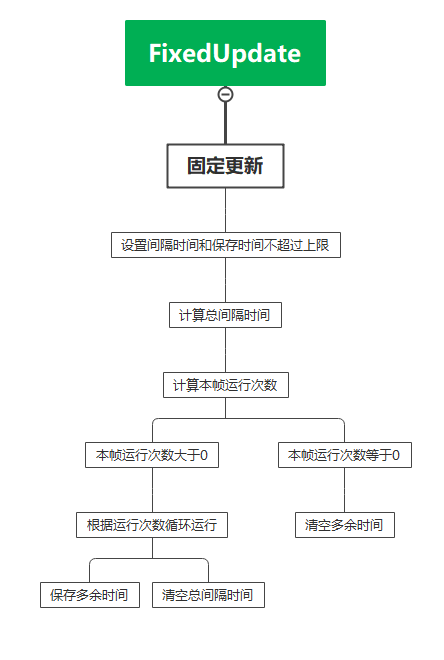 FixedUpdate
固定更新
设置间隔时间和保存时间不超过上限
计算总间隔时间
计算本帧运行次数
本帧运行次数大于0
本帧运行次数等于0
根据运行次数循环运行
清空多余时间
保存多余时间
清空总间隔时间